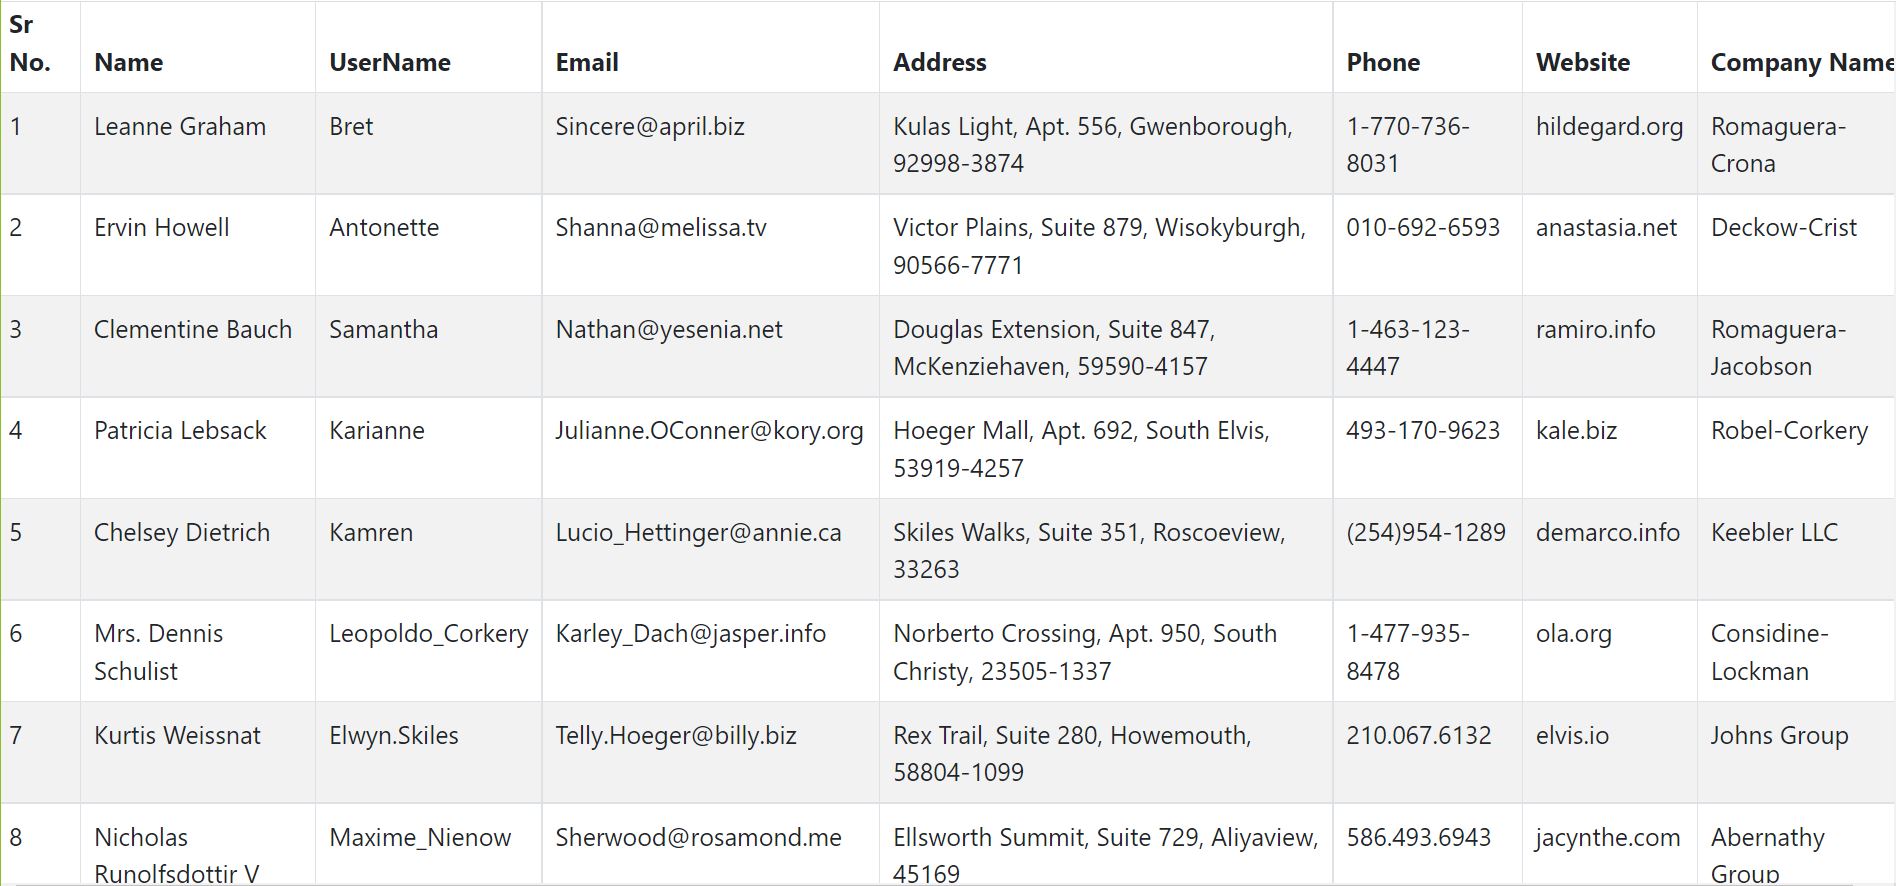 Sr No. Name UserName Email Address Phone Website Company Name
1 Leanne Graham Bret Sincere@april.biz Kulas Light, Apt. 556, Gwenborough, 92998-3874 1-770-736-8031 hildegard.org Romaguera-Crona
2 Ervin Howell Antonette Shanna@melissa.tv Victor Plains, Suite 879, Wisokyburgh, 90566-7771 010-692-6593 anastasia.net Deckow-Crist
3 Clementine Bauch Samantha Nathan@yesenia.net Douglas Extension, Suite 847, McKenziehaven, 59590-4157 1-463-123-4447 ramiro.info Romaguera-Jacobson
4 Patricia Lebsack Karianne Julianne.OConner@kory.org Hoeger Mall, Apt. 692, South Elvis, 53919-4257 493-170-9623 kale.biz Robel-Corkery
5 Chelsey Dietrich Kamren Lucio_Hettinger@annie.ca Skiles Walks, Suite 351, Roscoeview, 33263 (254)954-1289 demarco.info Keebler LLC
6 Mrs. Dennis Schulist Leopoldo_Corkery Karley_Dach@jasper.info Norberto Crossing, Apt. 950, South Christy, 23505-1337 1-477-935-8478 ola.org Considine-Lockman
7 Kurtis Weissnat Elwyn.Skiles Telly.Hoeger@billy.biz Rex Trail, Suite 280, Howemouth, 58804-1099 210.067.6132 elvis.io Johns Group
8 Nicholas Runolfsdottir V Maxime_Nienow Sherwood@rosamond.me Ellsworth Summit, Suite 729, Aliyaview, 45169 586.493.6943 jacynthe.com Abernathy Group